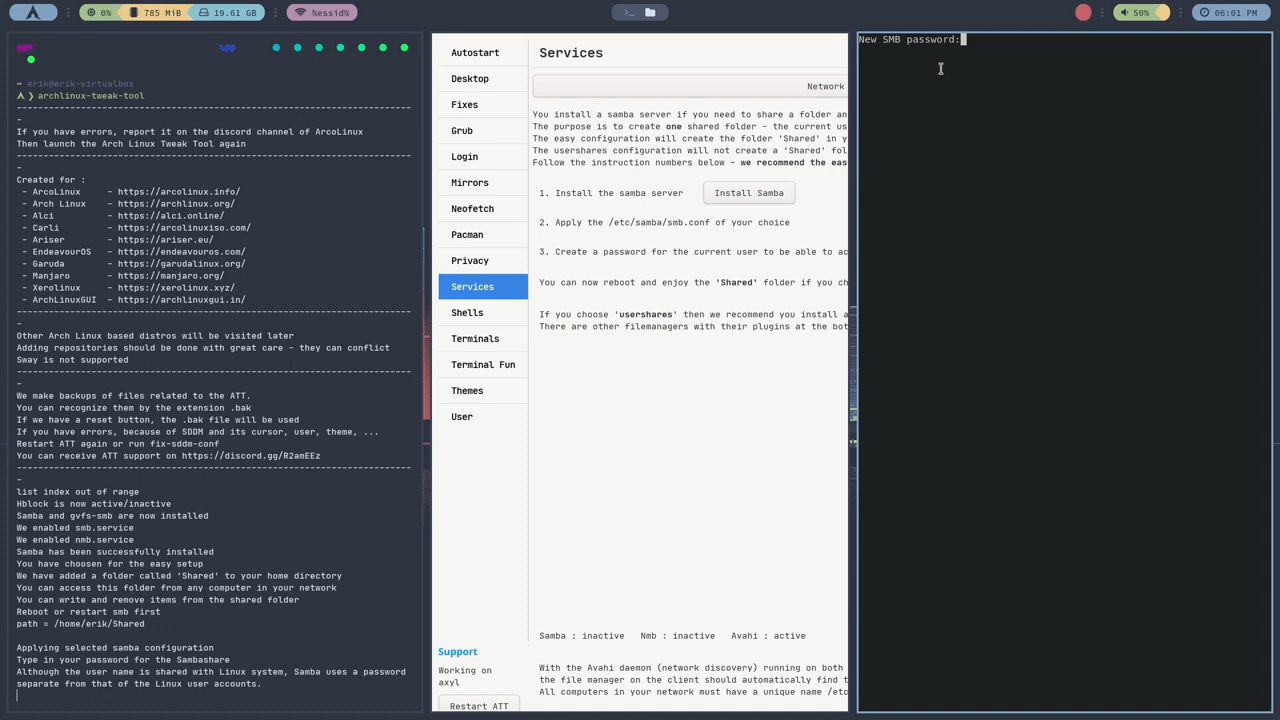 0% 785 MiB 19.61 GB %essid% 50% 06:01 PM
~ erik@erik-virtualbox
❯ archlinux-tweak-tool
-----------------------------------------------------------------
-
If you have errors, report it on the discord channel of ArcoLinux
Then launch the Arch Linux Tweak Tool again
-----------------------------------------------------------------
-
Created for :
- ArcoLinux - https://arcolinux.info/
- Arch Linux - https://archlinux.org/
- Alci - https://alci.online/
- Carli - https://arcolinuxiso.com/
- Ariser - https://ariser.eu/
- EndeavourOS - https://endeavouros.com/
- Garuda - https://garudalinux.org/
- Manjaro - https://manjaro.org/
- Xerolinux - https://xerolinux.xyz/
- ArchLinuxGUI - https://archlinuxgui.in/
-----------------------------------------------------------------
-
Other Arch Linux based distros will be visited later
Adding repositories should be done with great care - they can conflict
Sway is not supported
-----------------------------------------------------------------
-
We make backups of files related to the ATT.
You can recognize them by the extension .bak
If we have a reset button, the .bak file will be used
If you have errors, because of SDDM and its cursor, user, theme, ...
Restart ATT again or run fix-sddm-conf
You can receive ATT support on https://discord.gg/R2amEEz
-----------------------------------------------------------------
-
list index out of range
Hblock is now active/inactive
Samba and gvfs-smb are now installed
We enabled smb.service
We enabled nmb.service
Samba has been successfully installed
You have choosen for the easy setup
We have added a folder called 'Shared' to your home directory
You can access this folder from any computer in your network
You can write and remove items from the shared folder
Reboot or restart smb first
path = /home/erik/Shared
Applying selected samba configuration
Type in your password for the Sambashare
Although the user name is shared with Linux system, Samba uses a password
separate from that of the Linux user accounts.
Autostart
Desktop
Fixes
Grub
Login
Mirrors
Neofetch
Pacman
Privacy
Services
Shells
Terminals
Terminal Fun
Themes
User
Support
Working on
axyl
Restart ATT
Services
Network
You install a samba server if you need to share a folder an
The purpose is to create one shared folder - the current us
The easy configuration will create the folder 'Shared' in y
The usershares configuration will not create a 'Shared' fol
Follow the instruction numbers below - we recommend the eas
1. Install the samba server Install Samba
2. Apply the /etc/samba/smb.conf of your choice
3. Create a password for the current user to be able to ac
You can now reboot and enjoy the 'Shared' folder if you ch
If you choose 'usershares' then we recommend you install a
There are other filemanagers with their plugins at the bot
Samba : inactive Nmb : inactive Avahi : active
With the Avahi daemon (network discovery) running on both
the file manager on the client should automatically find t
All computers in your network must have a unique name /etc
New SMB password: